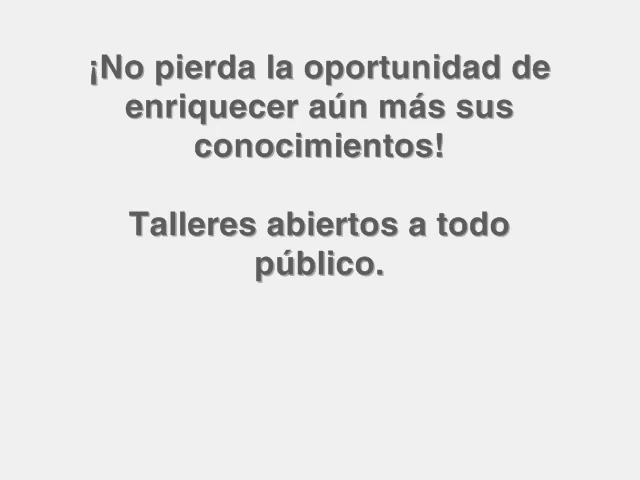 ¡No pierda la oportunidad de
enriquecer aún más sus
conocimientos!
Talleres abiertos a todo
público.